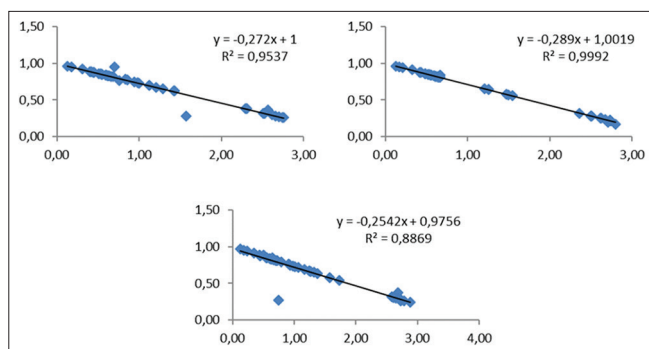 1,50
1,00
0,50
0,00
0,00 1,00 2,00 3,00
y = -0,272x + 1
R² = 0,9537
1,50
1,00
0,50
0,00
0,00 1,00 2,00 3,00
y = -0,289x + 1,0019
R² = 0,9992
1,50
1,00
0,50
0,00
0,00 1,00 2,00 3,00 4,00
y = -0,2542x + 0,9756
R² = 0,8869